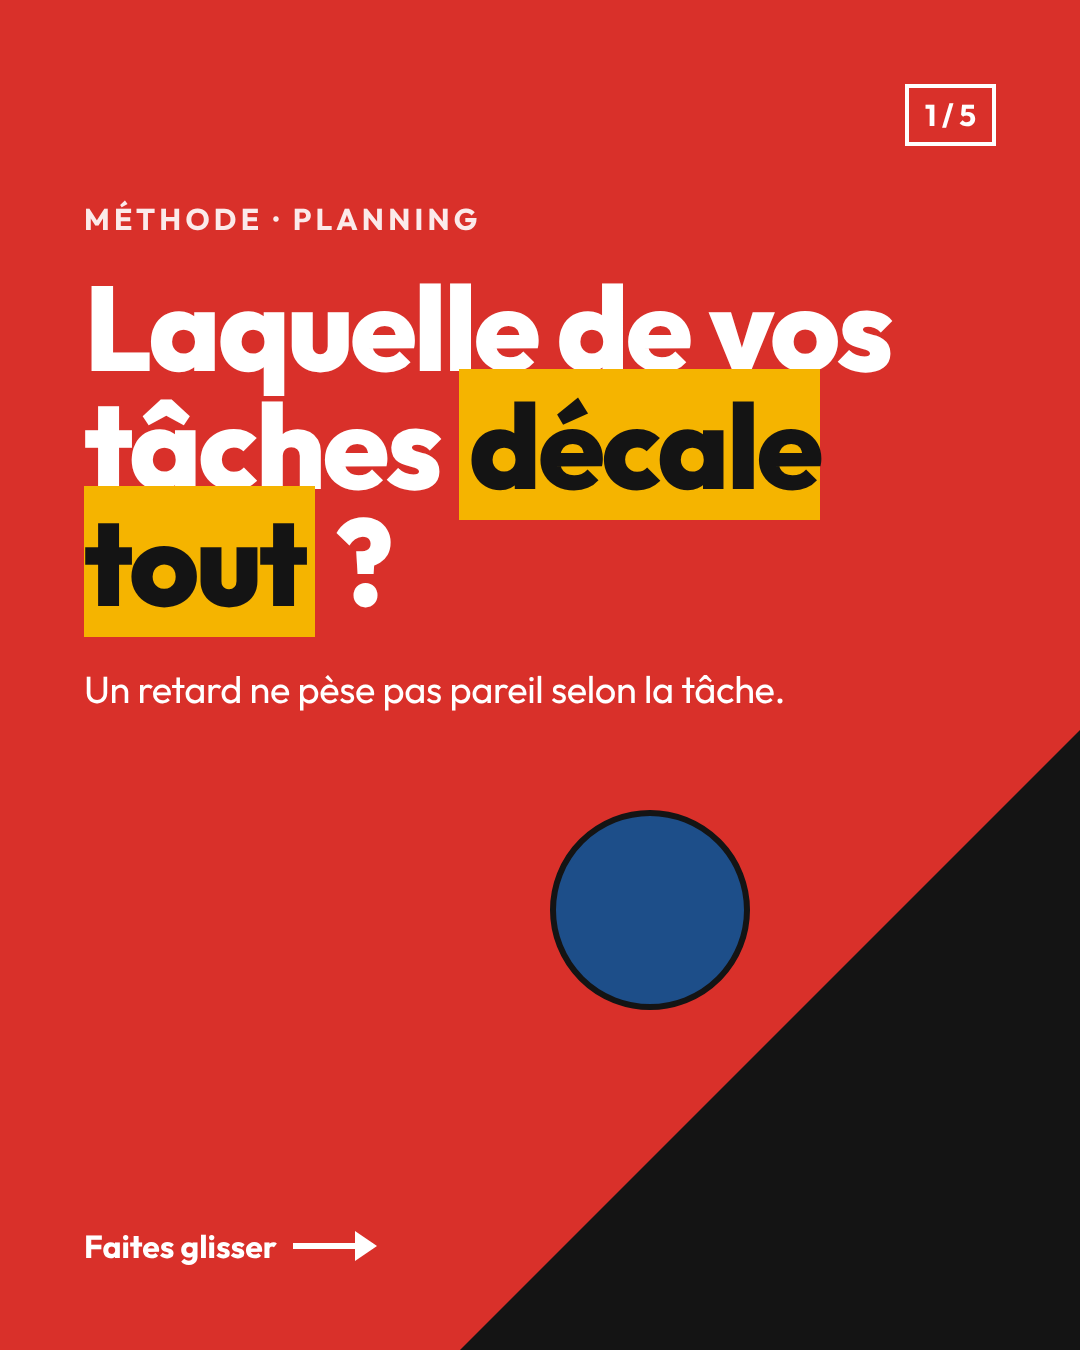 1/5
MÉTHODE · PLANNING
Laquelle de vos
tâches décale
tout ?
Un retard ne pèse pas pareil selon la tâche.
Faites glisser